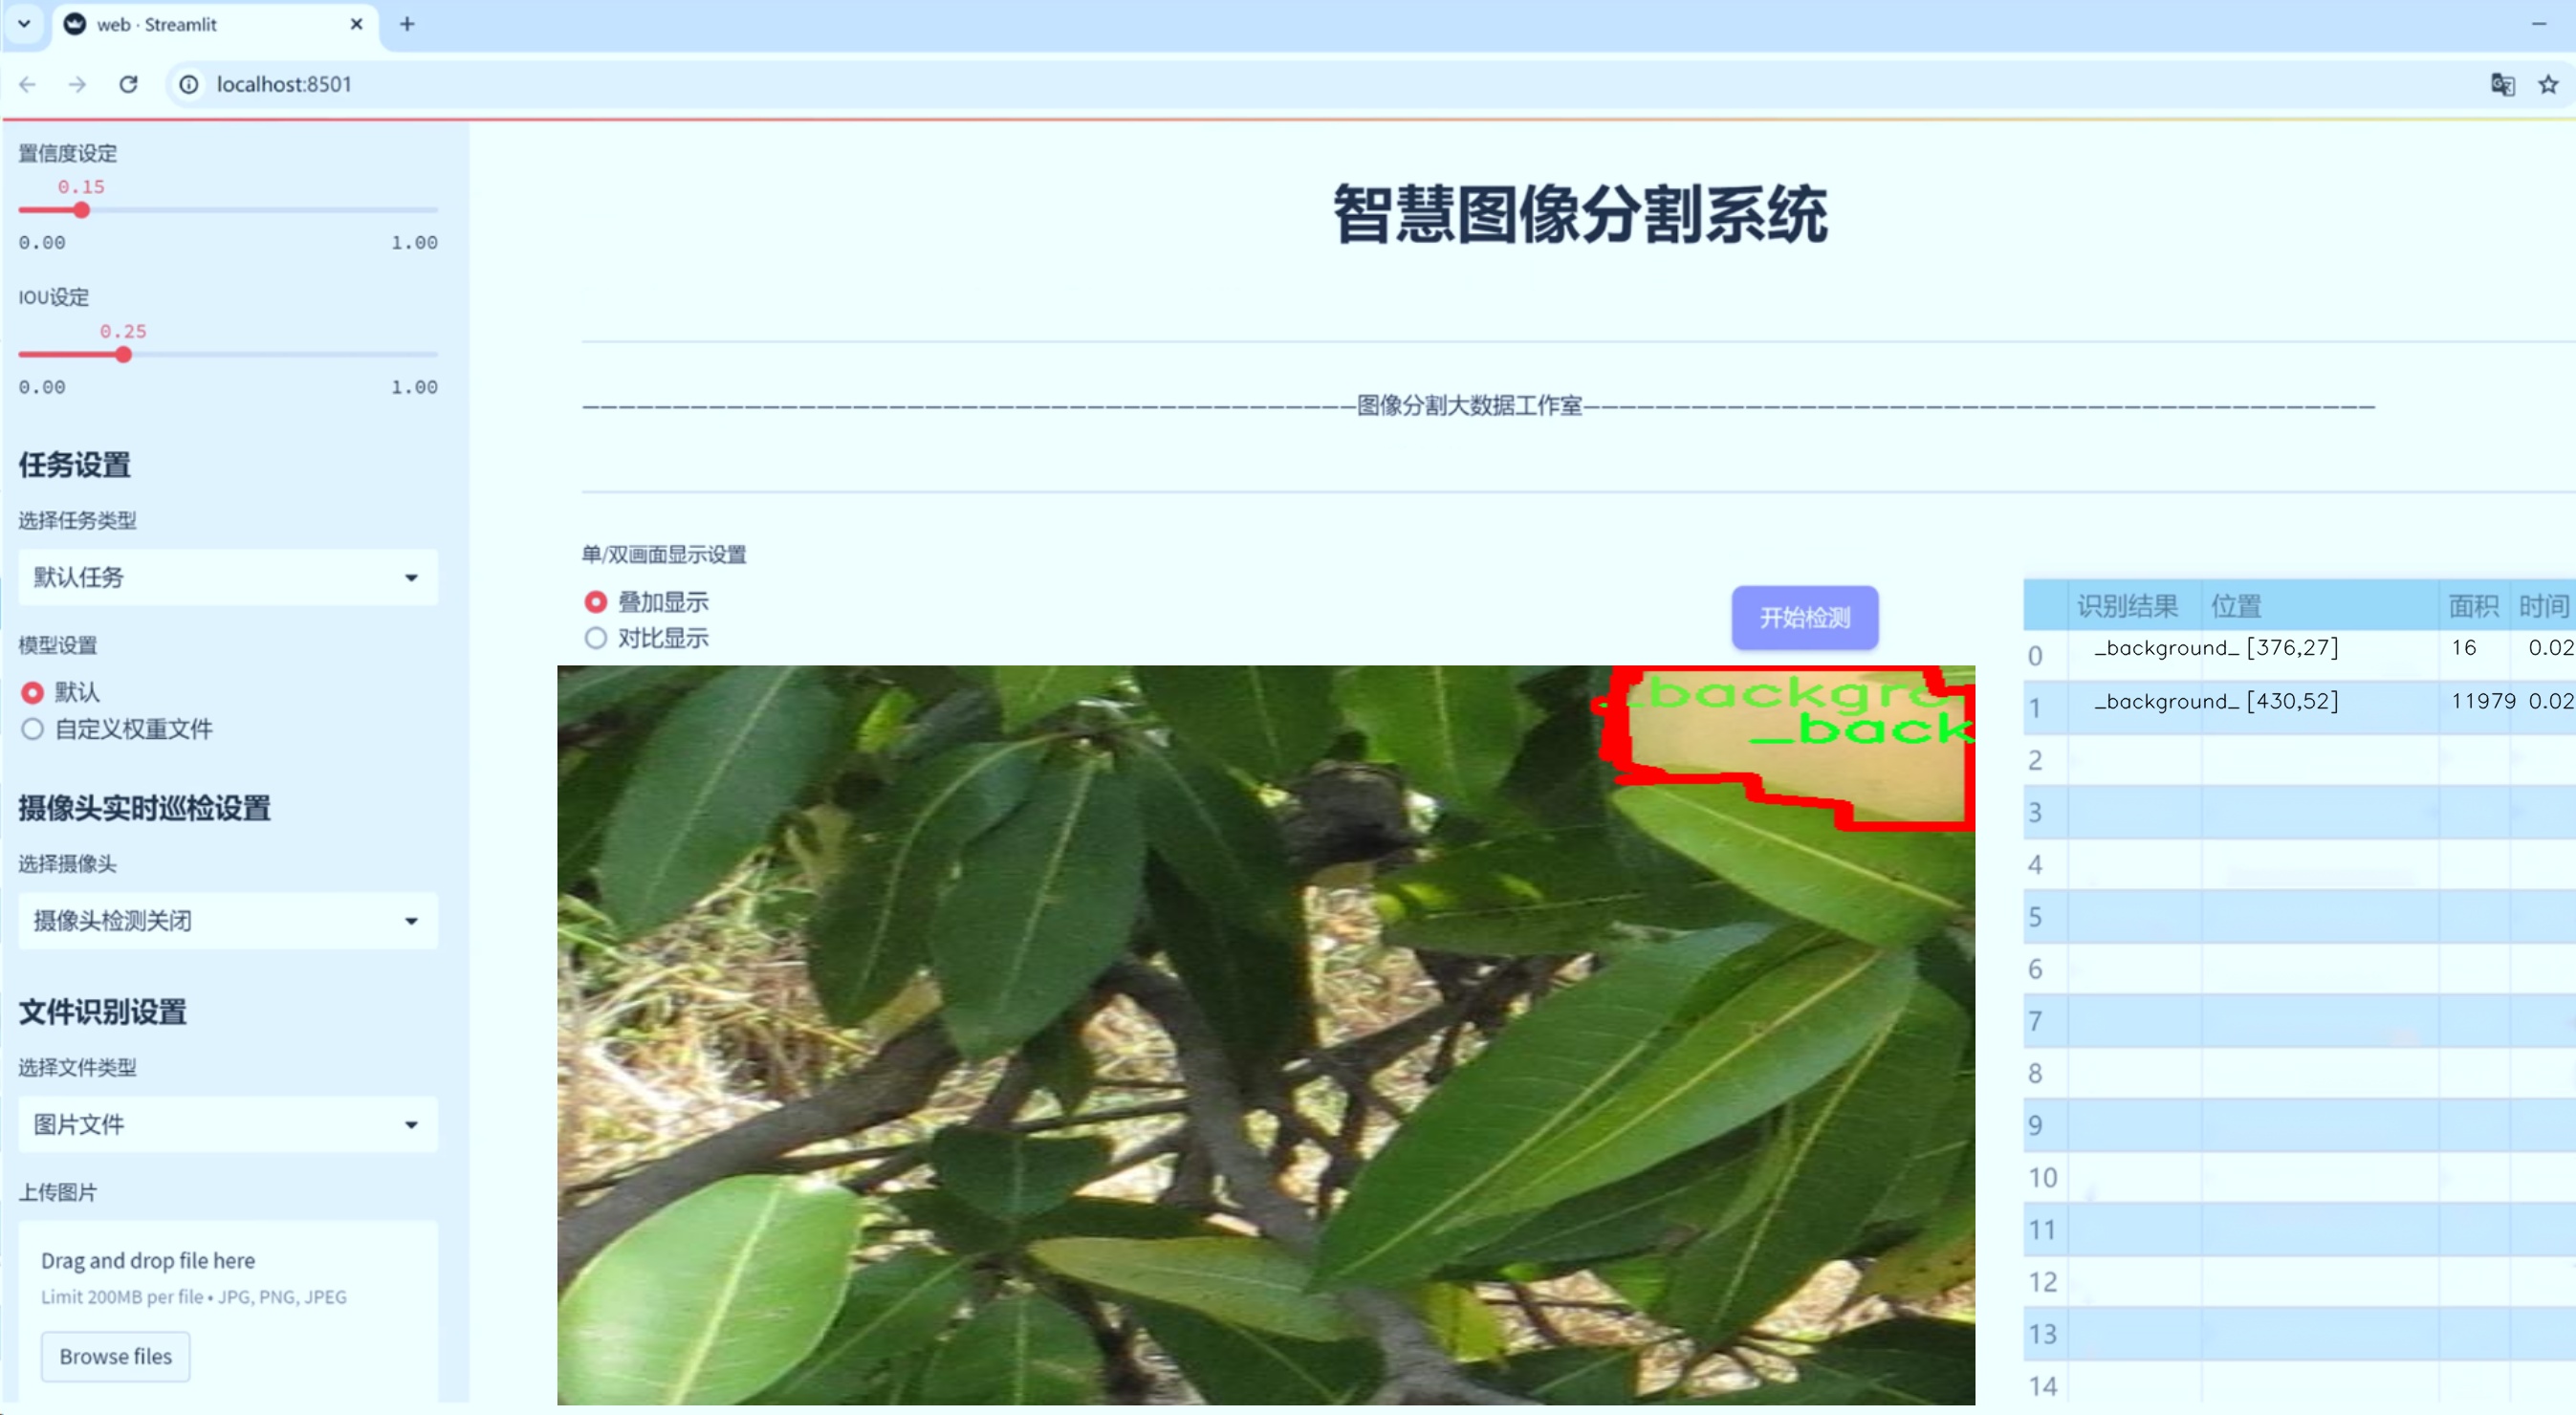 web · Streamlit
localhost:8501
置信度设定
0.15
0.00 1.00
IOU设定
0.25
0.00 1.00
任务设置
选择任务类型
默认任务
模型设置
默认
自定义权重文件
摄像头实时巡检设置
选择摄像头
摄像头检测关闭
文件识别设置
选择文件类型
图片文件
上传图片
Drag and drop file here
Limit 200MB per file • JPG, PNG, JPEG
Browse files
智慧图像分割系统
———————————————————————————————————————————图像分割大数据工作室————————————————————————————————————————————
单/双画面显示设置
叠加显示
对比显示
开始检测
_backgro
_back
识别结果 位置 面积 时间
0 _background_ [376,27] 16 0.02
1 _background_ [430,52] 11979 0.02
2
3
4
5
6
7
8
9
10
11
12
13
14